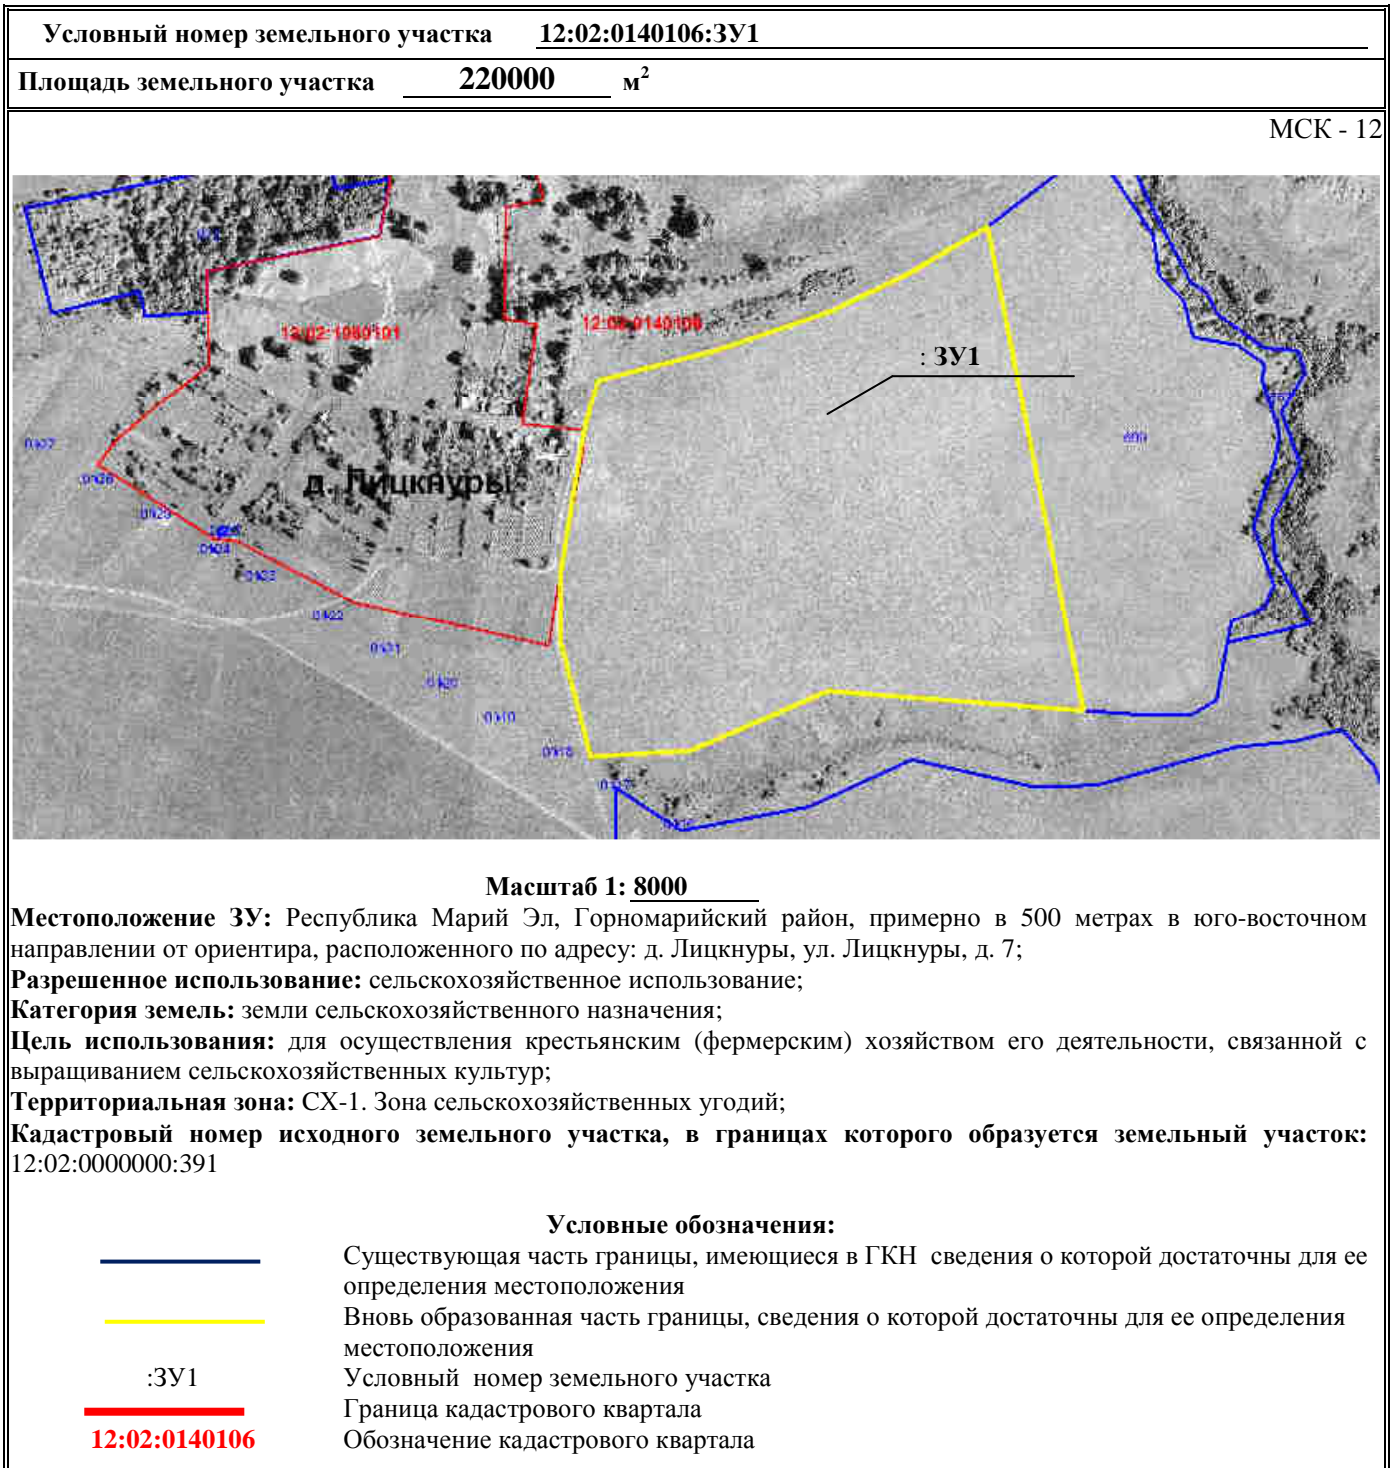 Условный номер земельного участка 12:02:0140106:ЗУ1
Площадь земельного участка 220000 м²
МСК - 12
12:02:0140106
: ЗУ1
д. Лицкнуры
Масштаб 1: 8000
Местоположение ЗУ: Республика Марий Эл, Горномарийский район, примерно в 500 метрах в юго-восточном
направлении от ориентира, расположенного по адресу: д. Лицкнуры, ул. Лицкнуры, д. 7;
Разрешенное использование: сельскохозяйственное использование;
Категория земель: земли сельскохозяйственного назначения;
Цель использования: для осуществления крестьянским (фермерским) хозяйством его деятельности, связанной с
выращиванием сельскохозяйственных культур;
Территориальная зона: СХ-1. Зона сельскохозяйственных угодий;
Кадастровый номер исходного земельного участка, в границах которого образуется земельный участок:
12:02:0000000:391
Условные обозначения:
Существующая часть границы, имеющиеся в ГКН сведения о которой достаточны для ее
определения местоположения
Вновь образованная часть границы, сведения о которой достаточны для ее определения
местоположения
:ЗУ1 Условный номер земельного участка
Граница кадастрового квартала
12:02:0140106 Обозначение кадастрового квартала